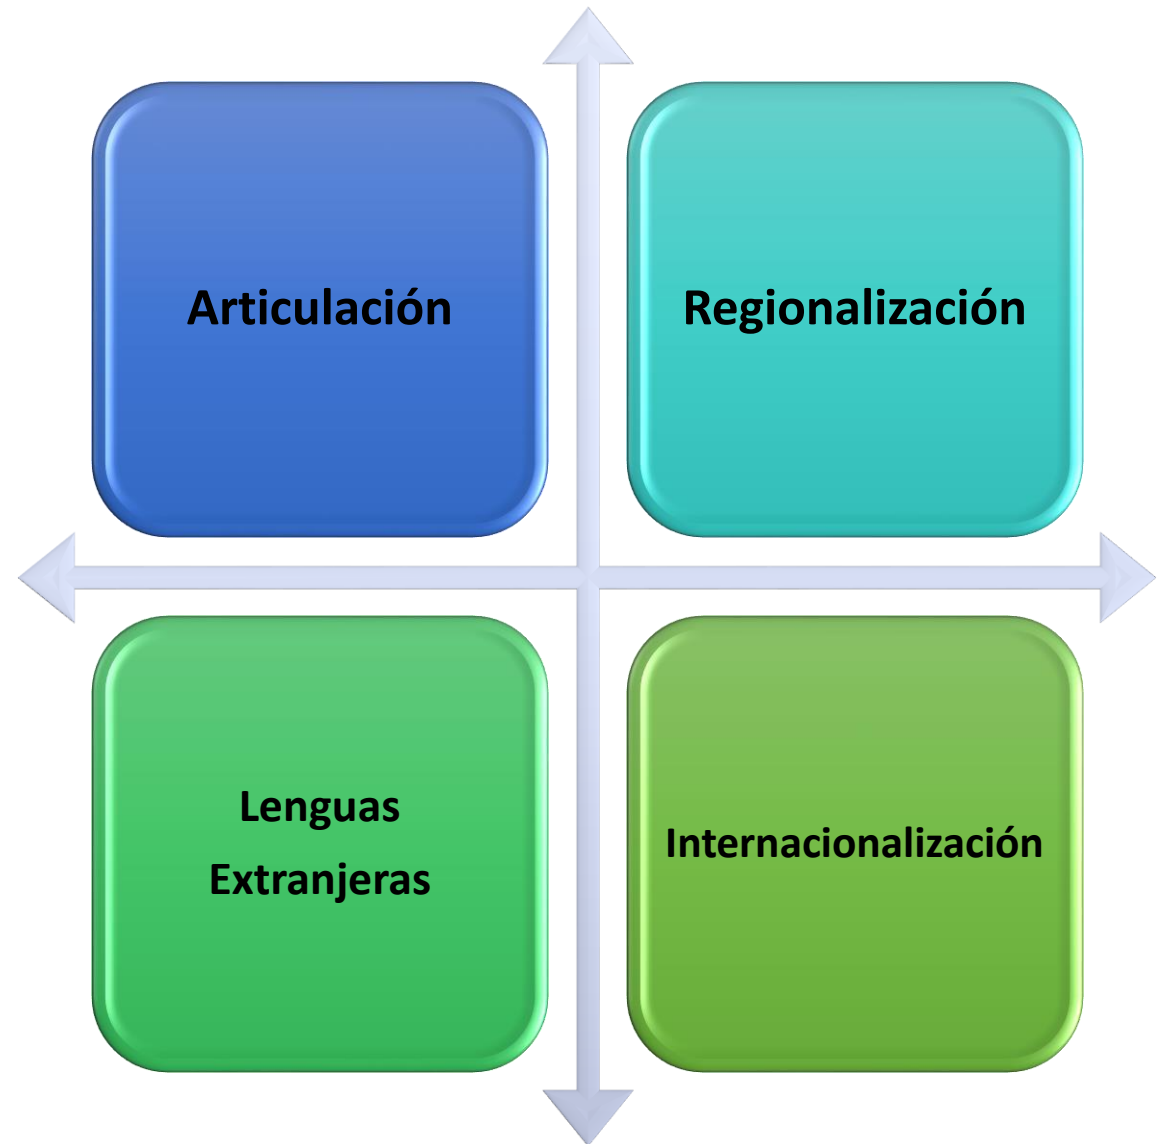 Articulación
Regionalización
Lenguas
Extranjeras
Internacionalización